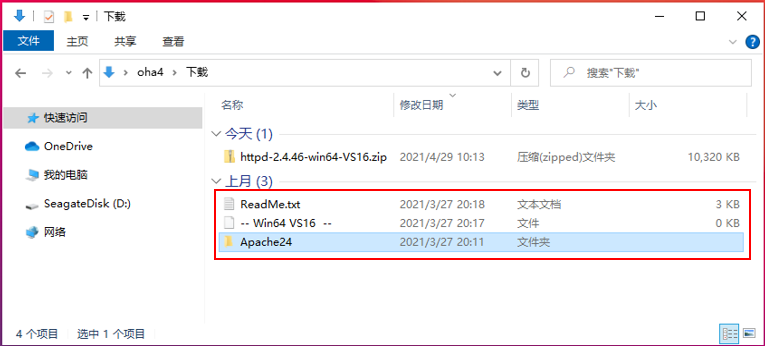 下载
文件 主页 共享 查看
oha4 下载 搜索"下载"
名称 修改日期 类型 大小
快速访问
OneDrive
我的电脑
SeagateDisk (D:)
网络
今天 (1)
httpd-2.4.46-win64-VS16.zip 2021/4/29 10:13 压缩(zipped)文件夹 10,320 KB
上月 (3)
ReadMe.txt 2021/3/27 20:18 文本文档 3 KB
-- Win64 VS16 -- 2021/3/27 20:17 文件 0 KB
Apache24 2021/3/27 20:11 文件夹
4 个项目 选中 1 个项目